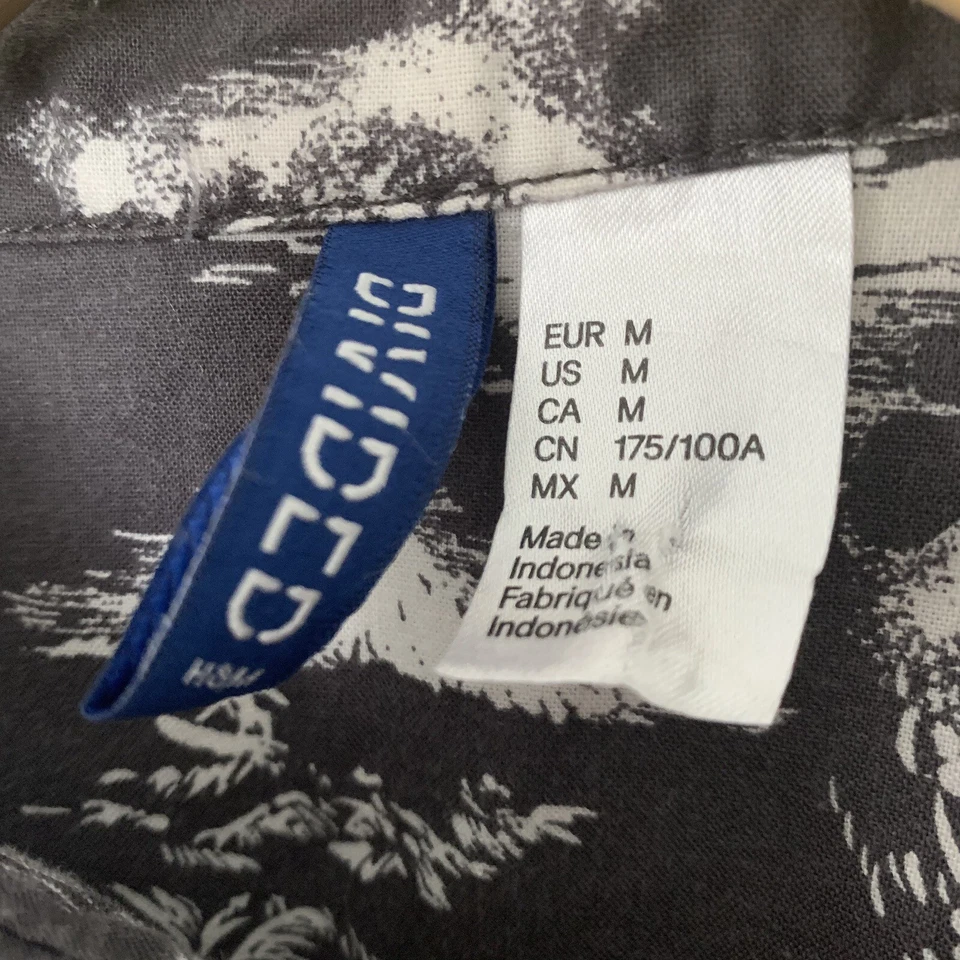 DIVIDED
H&M
EUR M
US M
CA M
CN 175/100A
MX M
Made in
Indonesia
Fabriqué en
Indonésie